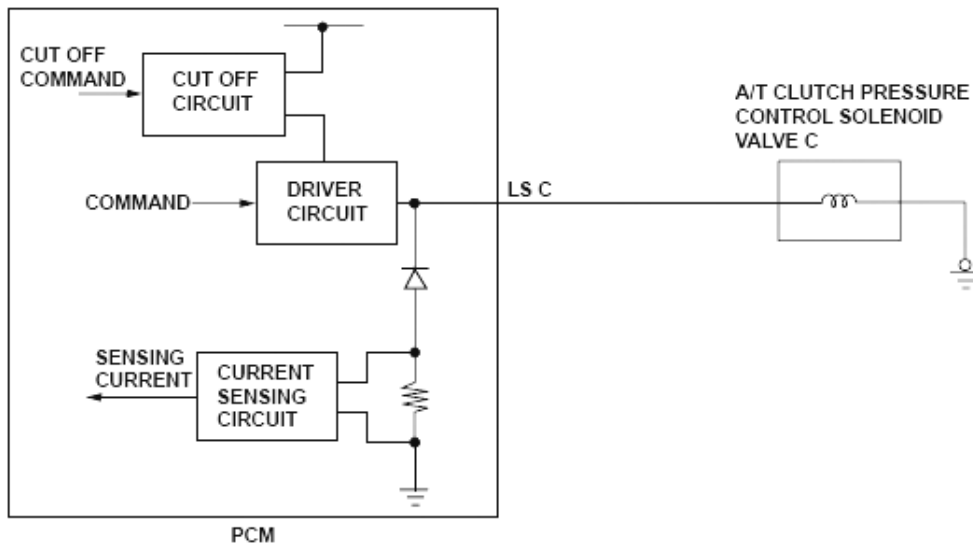 CUT OFF
COMMAND
CUT OFF
CIRCUIT
A/T CLUTCH PRESSURE
CONTROL SOLENOID
VALVE C
COMMAND
DRIVER
CIRCUIT
LS C
SENSING
CURRENT
CURRENT
SENSING
CIRCUIT
PCM